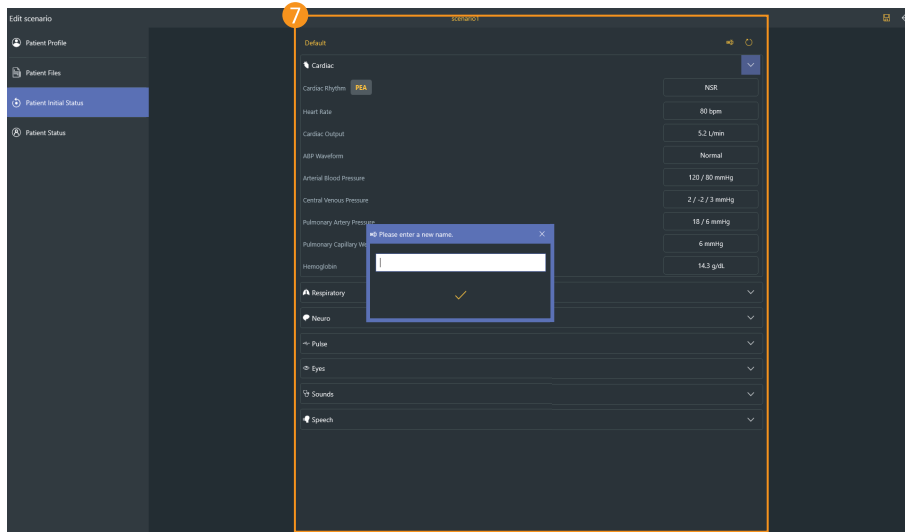 Edit scenario
7
scenario1
Patient Profile
Patient Files
Patient Initial Status
Patient Status
Default
Cardiac
Cardiac Rhythm PEA NSR
Heart Rate 80 bpm
Cardiac Output 5.2 L/min
ABP Waveform Normal
Arterial Blood Pressure 120 / 80 mmHg
Central Venous Pressure 2 / -2 / 3 mmHg
Pulmonary Artery Pressure 18 / 6 mmHg
Pulmonary Capillary 6 mmHg
Hemoglobin 14.3 g/dL
Please enter a new name.
Respiratory
Neuro
Pulse
Eyes
Sounds
Speech